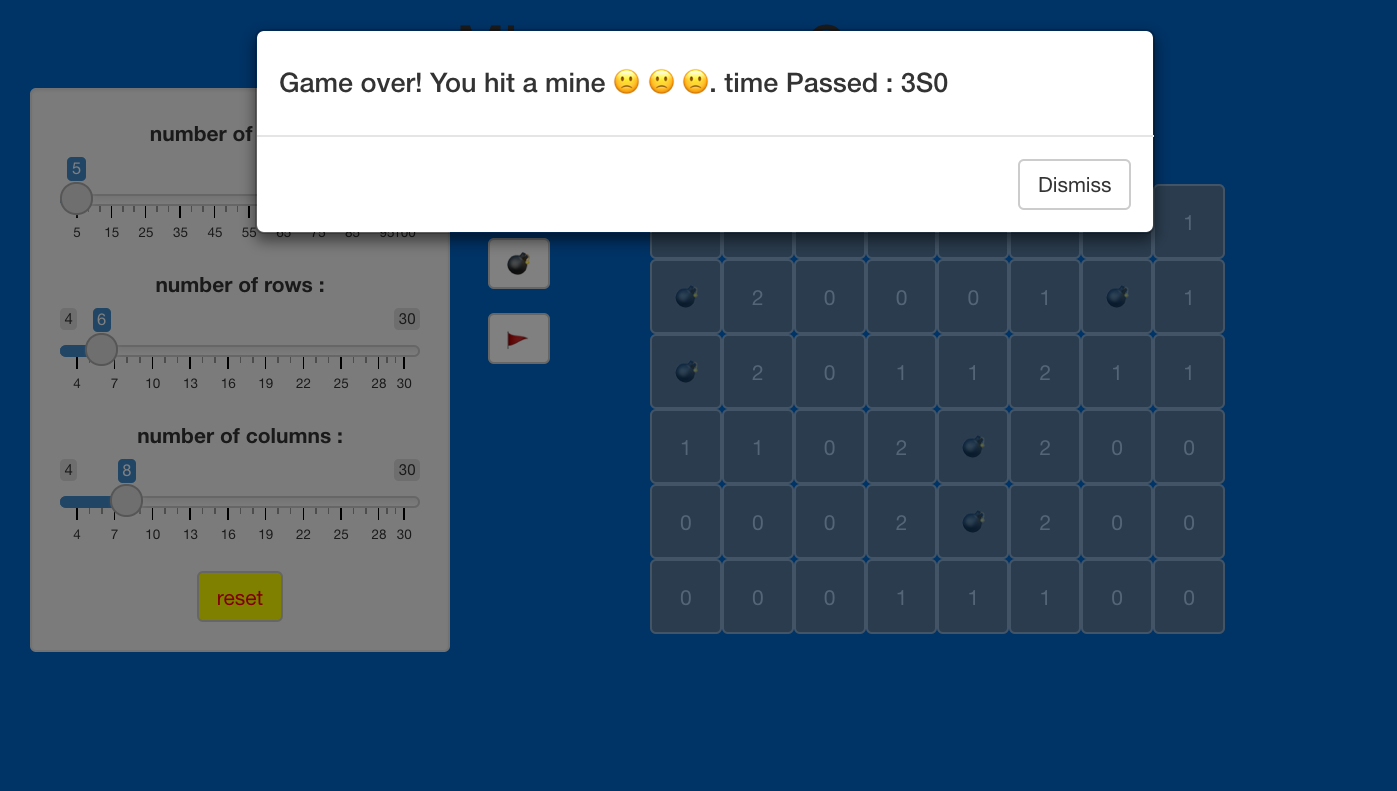 Game over! You hit a mine 🙁 🙁 🙁. time Passed : 3S0
Dismiss
number of
5
5 15 25 35 45 55 65 75 85 95100
number of rows :
4 6 30
4 7 10 13 16 19 22 25 28 30
number of columns :
4 8 30
4 7 10 13 16 19 22 25 28 30
reset
1
2 0 0 0 1 1
2 0 1 1 2 1 1
1 1 0 2 2 0 0
0 0 0 2 2 0 0
0 0 0 1 1 1 0 0